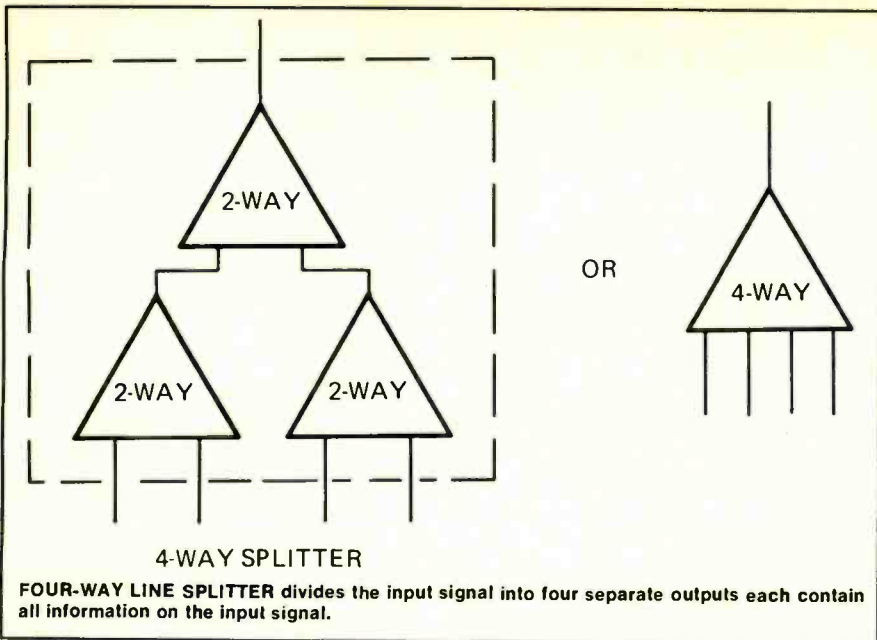 2-WAY
OR
4-WAY
2-WAY
2-WAY
4-WAY SPLITTER
FOUR-WAY LINE SPLITTER divides the input signal into four separate outputs each contain
all information on the input signal.